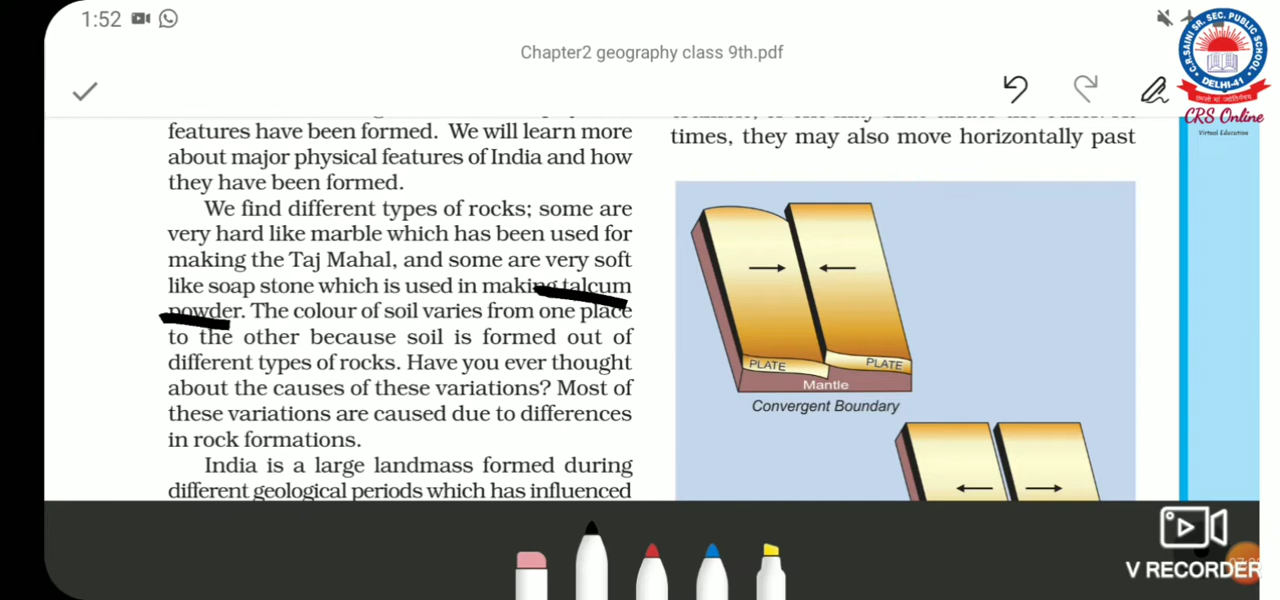 1:52
Chapter2 geography class 9th.pdf
C.R.SAINI SR. SEC. PUBLIC SCHOOL
DELHI-41
CRS Online
Virtual Education
features have been formed. We will learn more
about major physical features of India and how
they have been formed.
We find different types of rocks; some are
very hard like marble which has been used for
making the Taj Mahal, and some are very soft
like soap stone which is used in making talcum
powder. The colour of soil varies from one place
to the other because soil is formed out of
different types of rocks. Have you ever thought
about the causes of these variations? Most of
these variations are caused due to differences
in rock formations.
India is a large landmass formed during
different geological periods which has influenced
times, they may also move horizontally past
PLATE
PLATE
Mantle
Convergent Boundary
V RECORDER